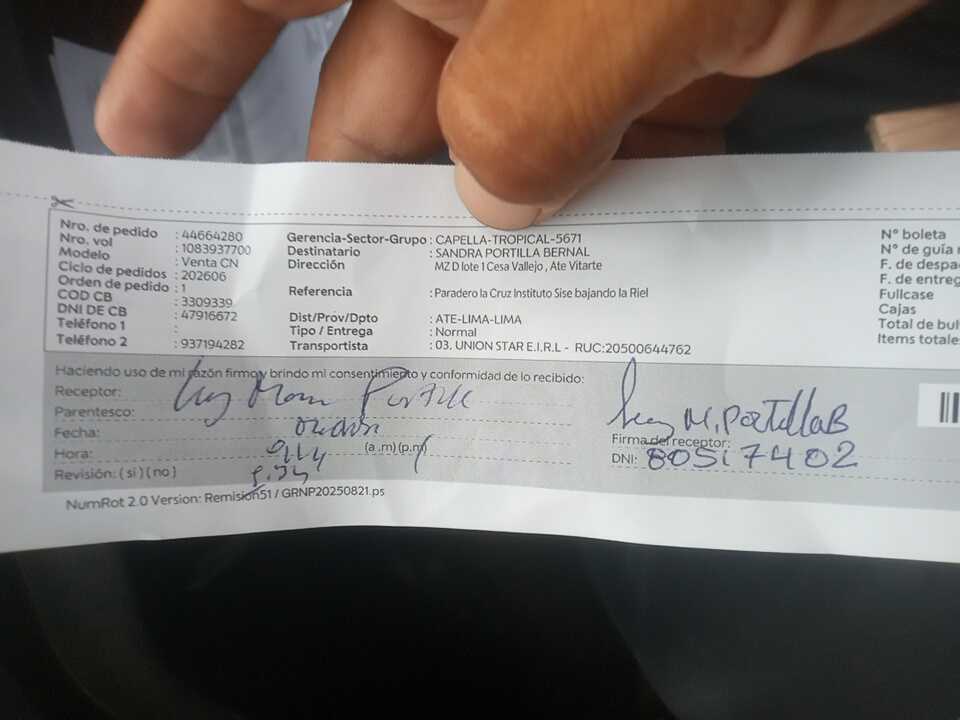 Nro. de pedido : 44664280
Nro. vol : 1083937700
Modelo : Venta CN
Ciclo de pedidos : 202606
Orden de pedido : 1
COD CB : 3309339
DNI DE CB : 47916672
Teléfono 1 :
Teléfono 2 : 937194282
Gerencia-Sector-Grupo : CAPELLA-TROPICAL-5671
Destinatario : SANDRA PORTILLA BERNAL
Dirección MZ D lote 1 Cesa Vallejo , Ate Vitarte
Referencia : Paradero la Cruz Instituto Sise bajando la Riel
Dist/Prov/Dpto : ATE-LIMA-LIMA
Tipo / Entrega : Normal
Transportista : 03. UNION STAR E.I.R.L - RUC:20500644762
N° boleta
N° de guía
F. de despa
F. de entreg
Fullcase
Cajas
Total de bul
Items totale
Haciendo uso de mi razón firmo y brindo mi consentimiento y conformidad de lo recibido:
Receptor:
Parentesco:
Fecha:
Hora: (a.m) (p.m)
Revisión: ( si ) ( no )
M. Portilla B
Firma del receptor:
DNI: 80517402
NumRot 2.0 Version: Remision51 / GRNP20250821.ps